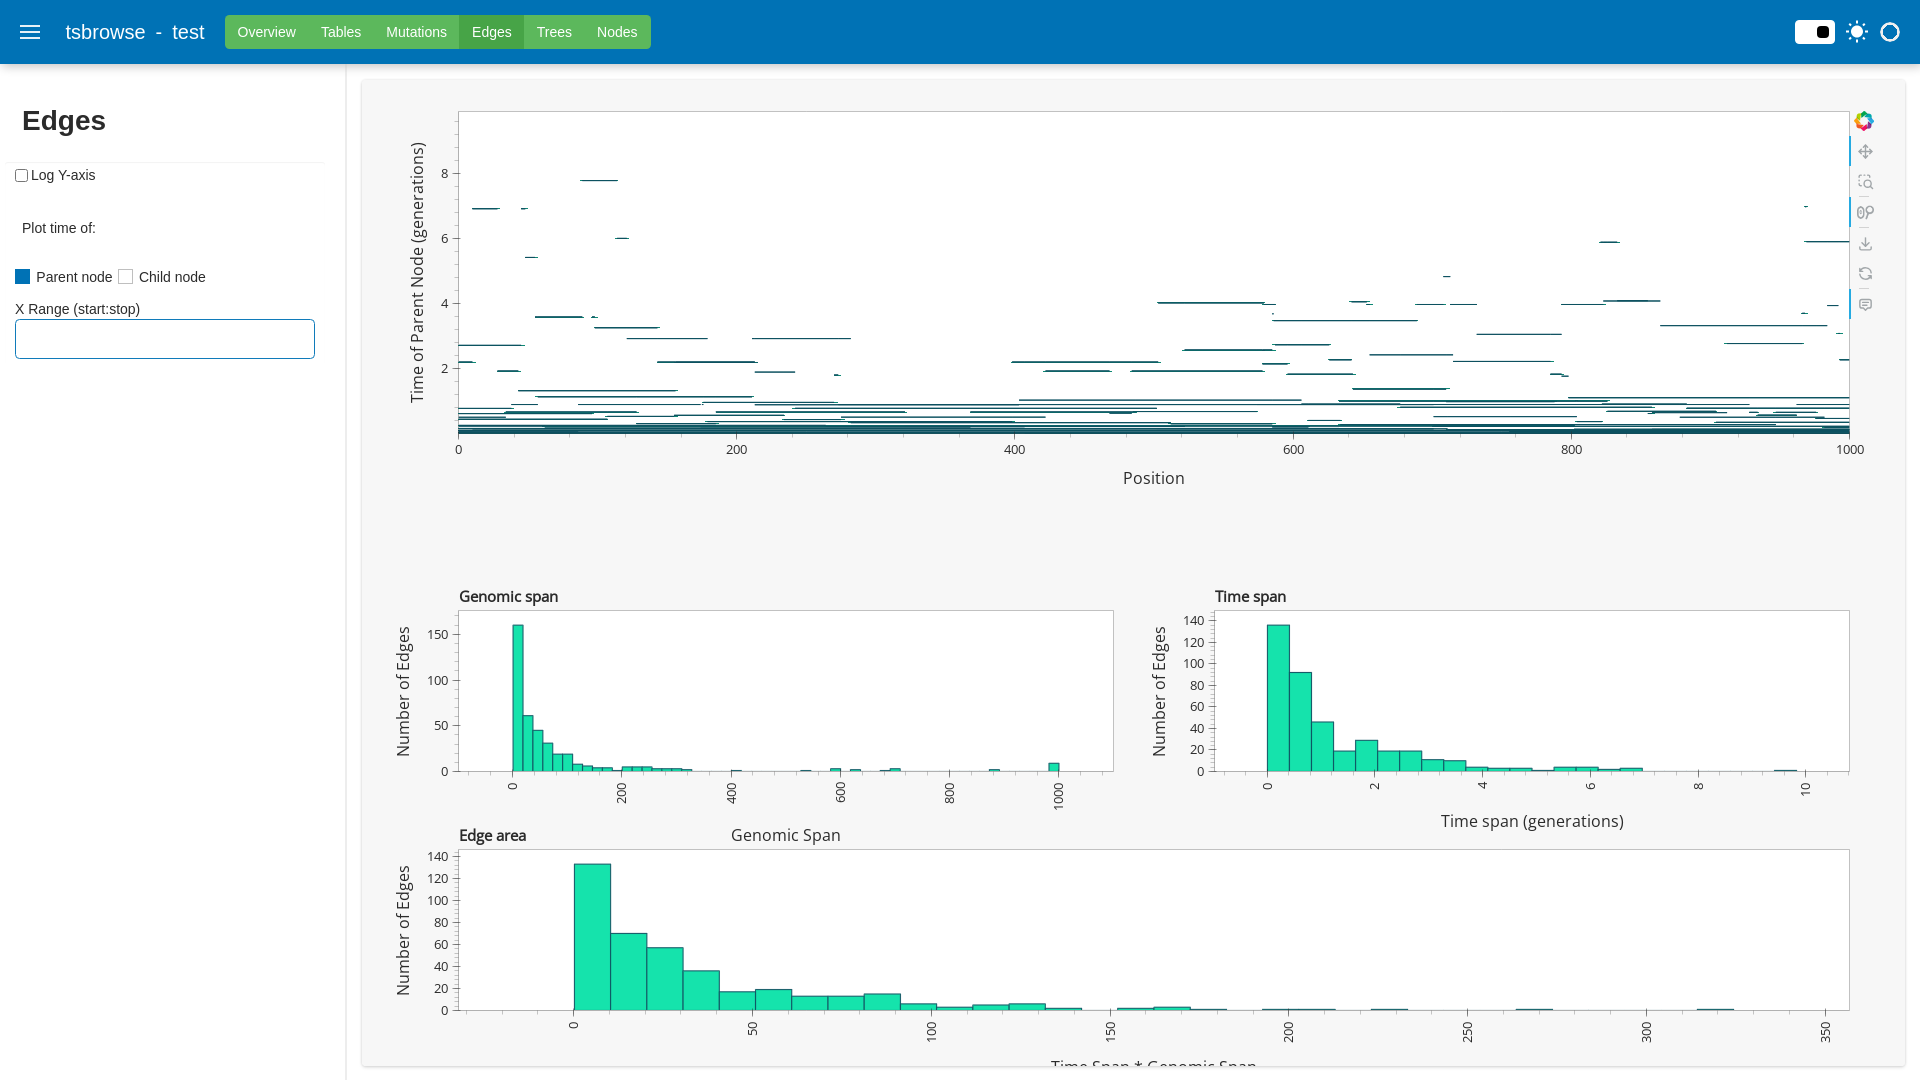 tsbrowse - test
Overview Tables Mutations Edges Trees Nodes
Edges
Log Y-axis
Plot time of:
Parent node Child node
X Range (start:stop)
Time of Parent Node (generations)
8
6
4
2
0 200 400 600 800 1000
Position
Genomic span
Number of Edges
150
100
50
0
0 200 400 600 800 1000
Genomic Span
Time span
Number of Edges
140
120
100
80
60
40
20
0
0 2 4 6 8 10
Time span (generations)
Edge area
Number of Edges
140
120
100
80
60
40
20
0
0 50 100 150 200 250 300 350
Time Span * Genomic Span